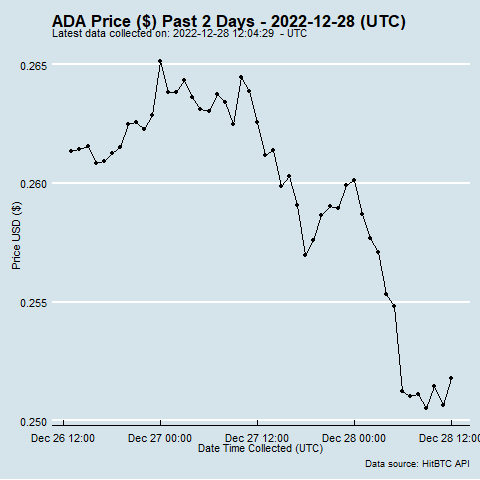 ADA Price ($) Past 2 Days - 2022-12-28 (UTC)
Latest data collected on: 2022-12-28 12:04:29 - UTC
0.265
0.260
0.255
0.250
Price USD ($)
Dec 26 12:00 Dec 27 00:00 Dec 27 12:00 Dec 28 00:00 Dec 28 12:00
Date Time Collected (UTC)
Data source: HitBTC API